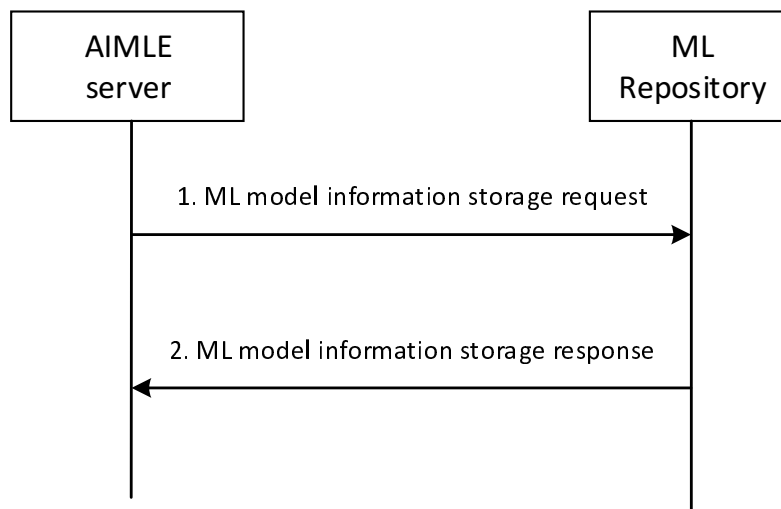 AIMLE
server
ML
Repository
1. ML model information storage request
2. ML model information storage response